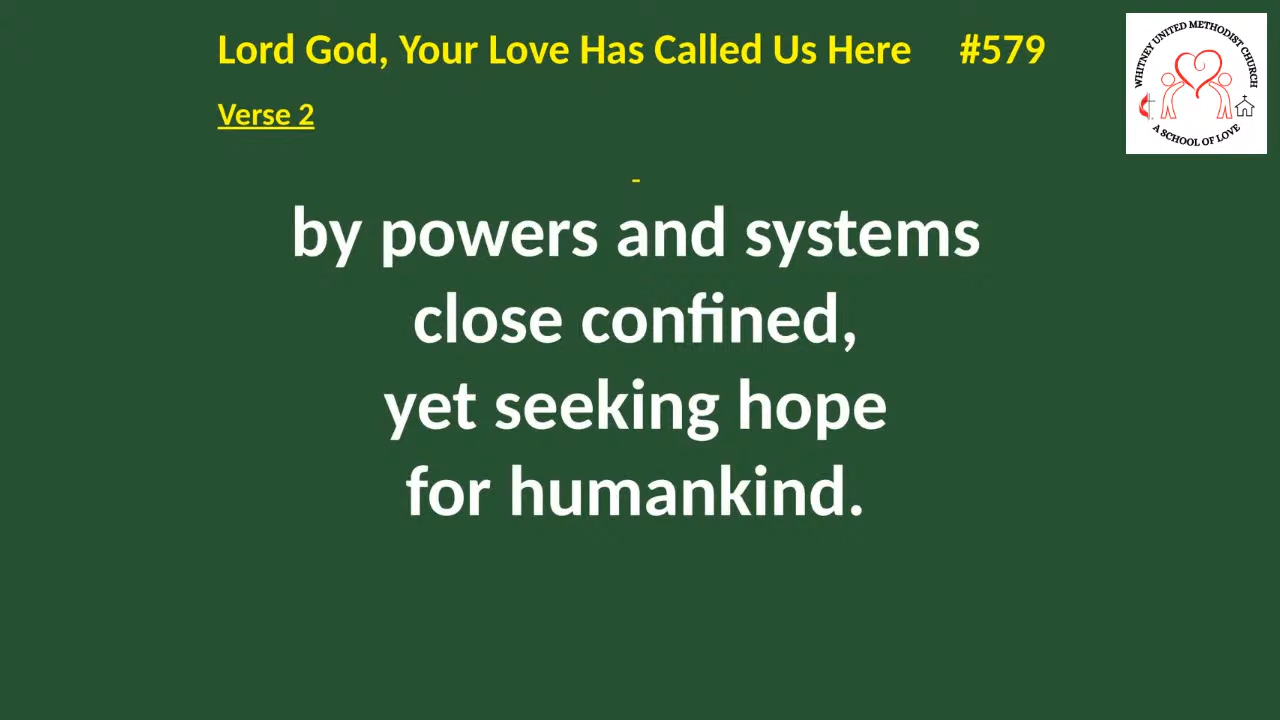 Lord God, Your Love Has Called Us Here #579
Verse 2
-
by powers and systems
close confined,
yet seeking hope
for humankind.
WHITNEY UNITED METHODIST CHURCH
A SCHOOL OF LOVE